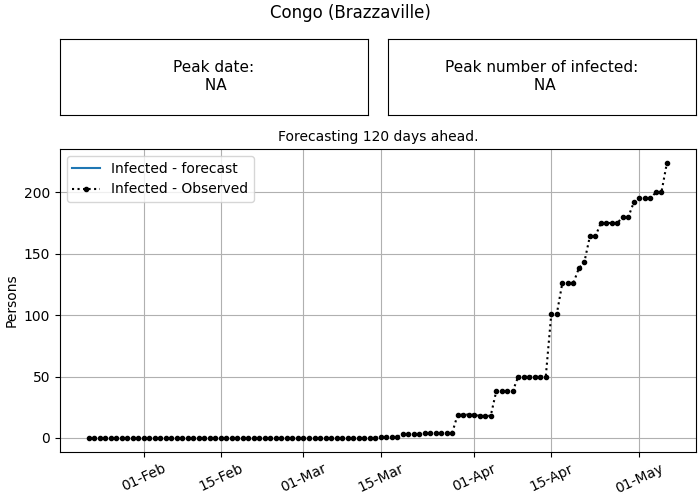 Congo (Brazzaville)
Peak date:
NA
Peak number of infected:
NA
Forecasting 120 days ahead.
Infected - forecast
Infected - Observed
Persons
200
150
100
50
0
01-Feb
15-Feb
01-Mar
15-Mar
01-Apr
15-Apr
01-May